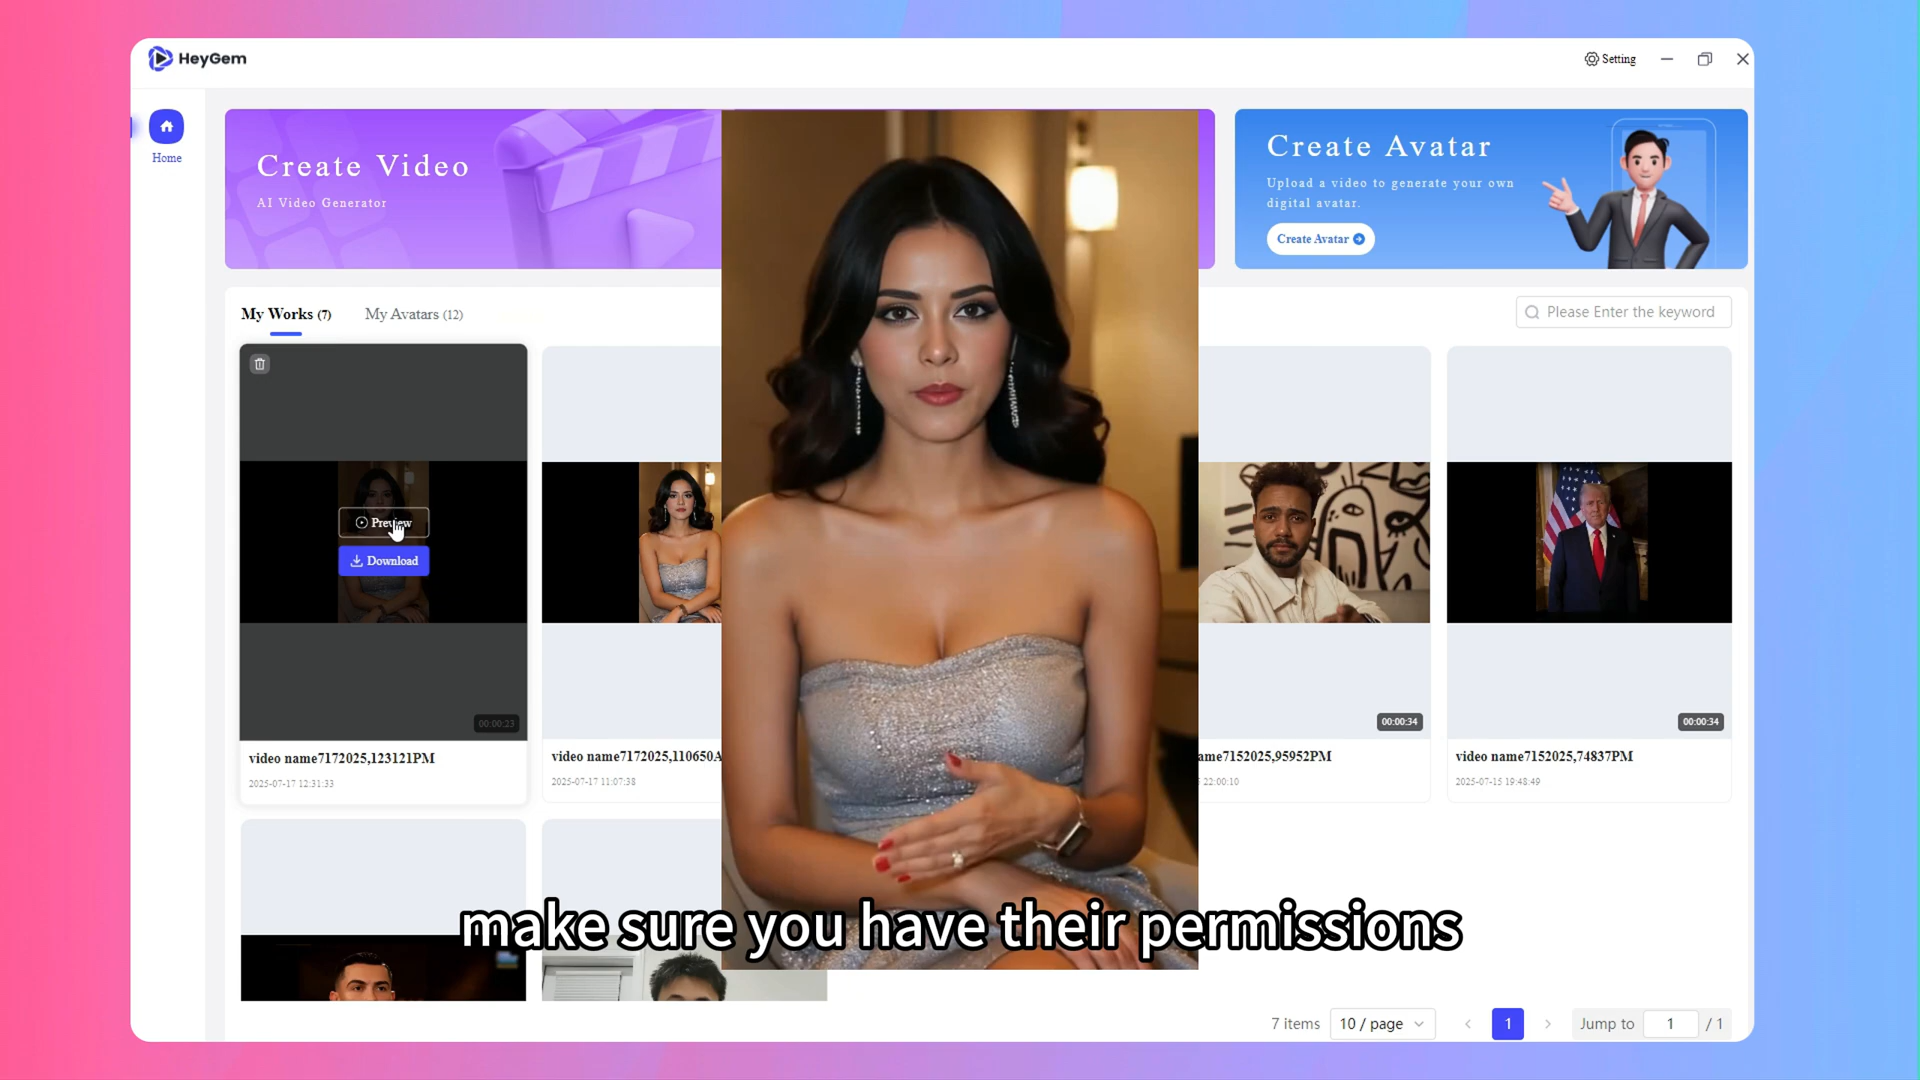 HeyGem
Setting
Home
Create Video
AI Video Generator
Create Avatar
Upload a video to generate your own
digital avatar.
Create Avatar
My Works (7)
My Avatars (12)
Please Enter the keyword
Preview
Download
00:00:23
00:00:34
00:00:34
video name7172025,123121PM
2025-07-17 12:31:33
video name7172025,110650A
2025-07-17 11:07:38
ame7152025,95952PM
22:00:10
video name7152025,74837PM
2025-07-15 19:48:49
make sure you have their permissions
7 items
10 / page
1
Jump to
1
/ 1